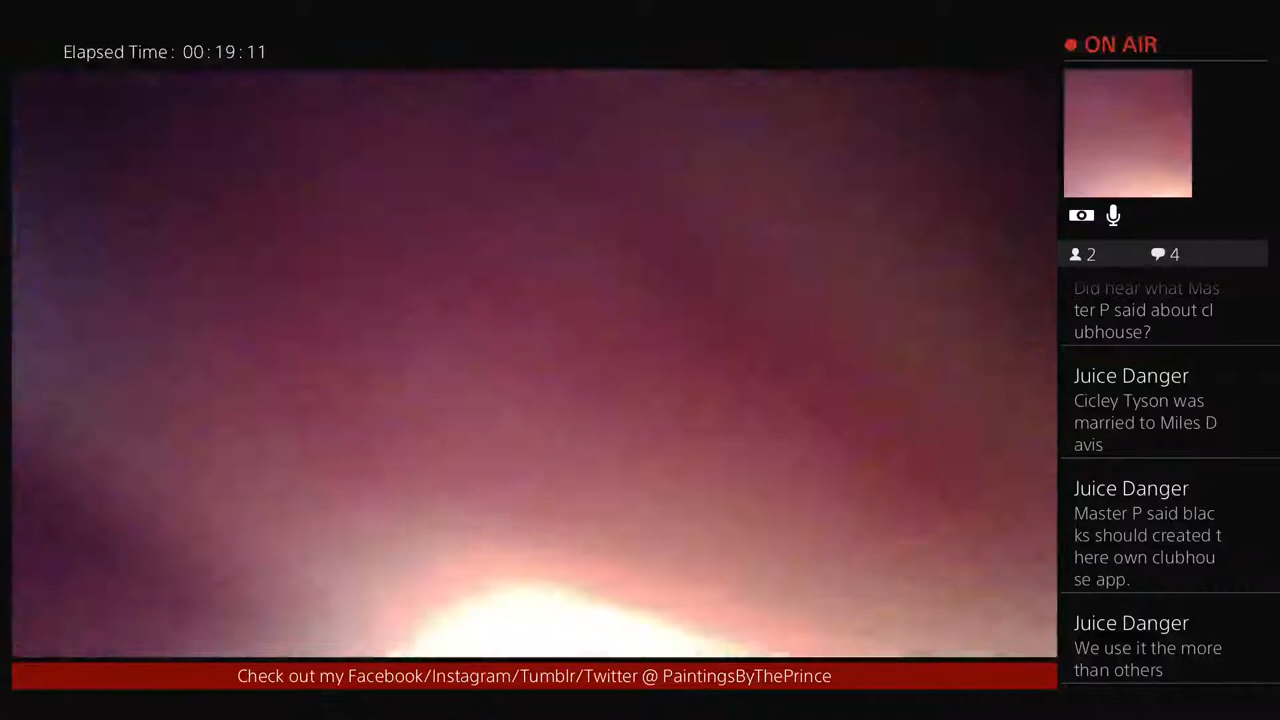 Elapsed Time: 00:19:11
ON AIR
2
4
Did hear what Mas
ter P said about cl
ubhouse?
Juice Danger
Cicley Tyson was
married to Miles D
avis
Juice Danger
Master P said blac
ks should created t
here own clubhou
se app.
Juice Danger
We use it the more
than others
Check out my Facebook/Instagram/Tumblr/Twitter @ PaintingsByThePrince